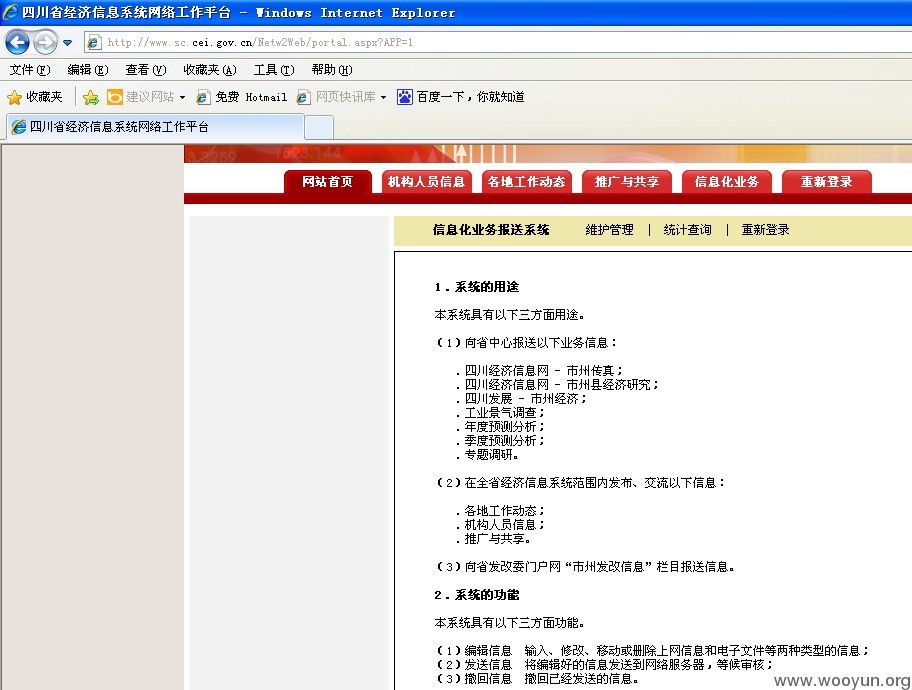 四川省经济信息系统网络工作平台 - Windows Internet Explorer
http://www.sc.cei.gov.cn/Netw2Web/portal.aspx?APP=1
文件(F) 编辑(E) 查看(V) 收藏夹(A) 工具(T) 帮助(H)
收藏夹 建议网站 免费 Hotmail 网页快讯库 百度一下，你就知道
四川省经济信息系统网络工作平台
1523.144
网站首页 机构人员信息 各地工作动态 推广与共享 信息化业务 重新登录
信息化业务报送系统 维护管理 | 统计查询 | 重新登录
1．系统的用途
本系统具有以下三方面用途。
（1）向省中心报送以下业务信息：
．四川经济信息网 - 市州传真；
．四川经济信息网 - 市州县经济研究；
．四川发展 - 市州经济；
．工业景气调查；
．年度预测分析；
．季度预测分析；
．专题调研。
（2）在全省经济信息系统范围内发布、交流以下信息：
．各地工作动态；
．机构人员信息；
．推广与共享。
（3）向省发改委门户网“市州发改信息”栏目报送信息。
2．系统的功能
本系统具有以下三方面功能。
（1）编辑信息 输入、修改、移动或删除上网信息和电子文件等两种类型的信息；
（2）发送信息 将编辑好的信息发送到网络服务器，等候审核；
（3）撤回信息 撤回已经发送的信息。
www.wooyun.org